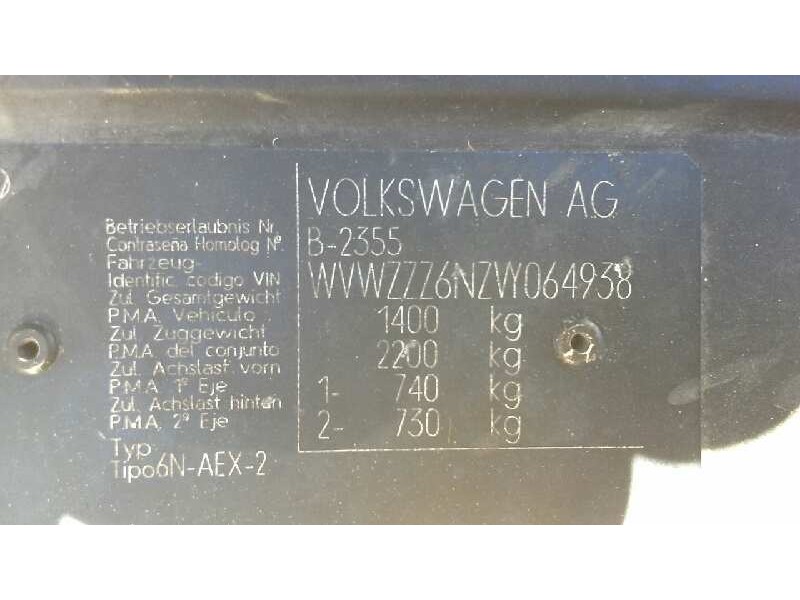 Betriebserlaubnis Nr.
Contraseña Homolog Nº.
Fahrzeug-
Identific. codigo VIN
Zul. Gesamtgewicht
P.M.A. Vehiculo
Zul. Zuggewicht
P.M.A. del conjunto
Zul. Achslast vorn
P.M.A. 1º Eje
Zul. Achslast hinten
P.M.A. 2º Eje
Typ
Tipo6N-AEX-2
VOLKSWAGEN AG
B-2355
WVWZZZ6NZVY064938
1400 kg
2200 kg
1- 740 kg
2- 730 kg